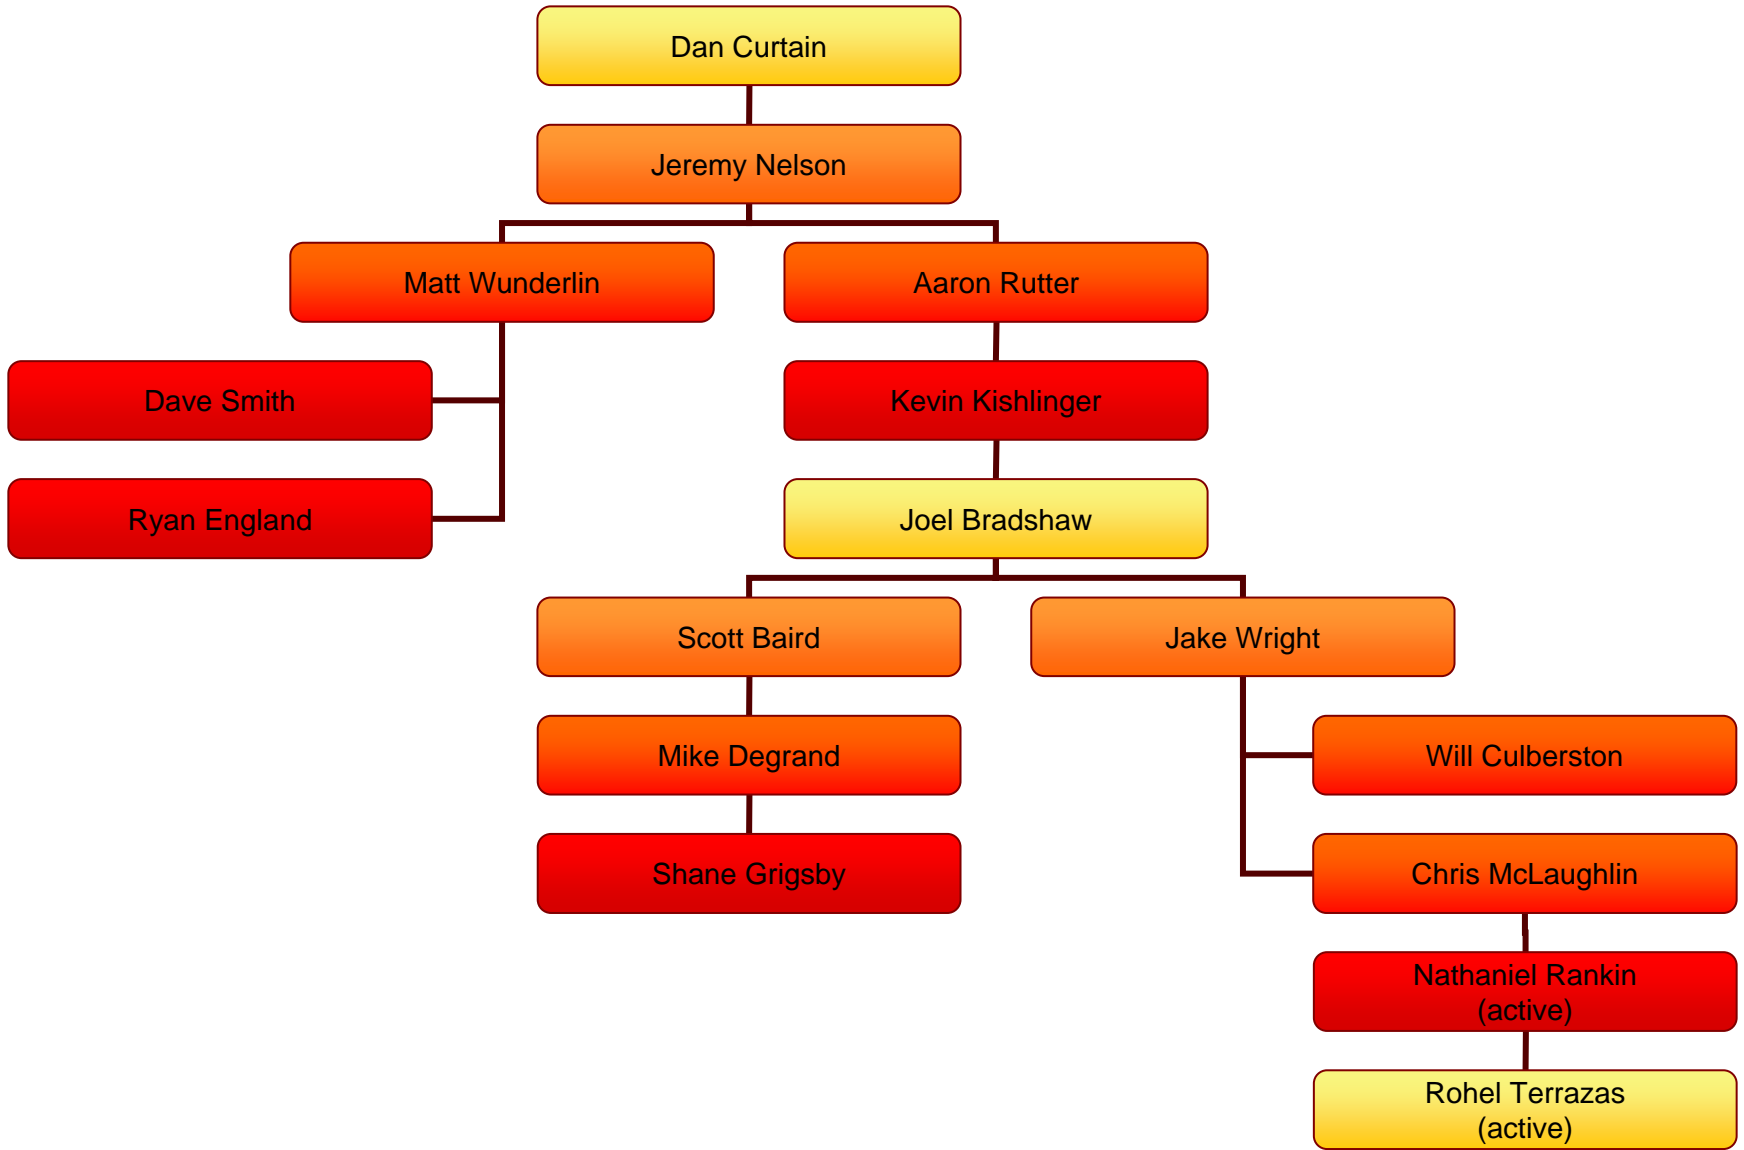 Dan Curtain
Jeremy Nelson
Matt Wunderlin
Aaron Rutter
Dave Smith
Kevin Kishlinger
Ryan England
Joel Bradshaw
Scott Baird
Jake Wright
Mike Degrand
Will Culberston
Shane Grigsby
Chris McLaughlin
Nathaniel Rankin
(active)
Rohel Terrazas
(active)